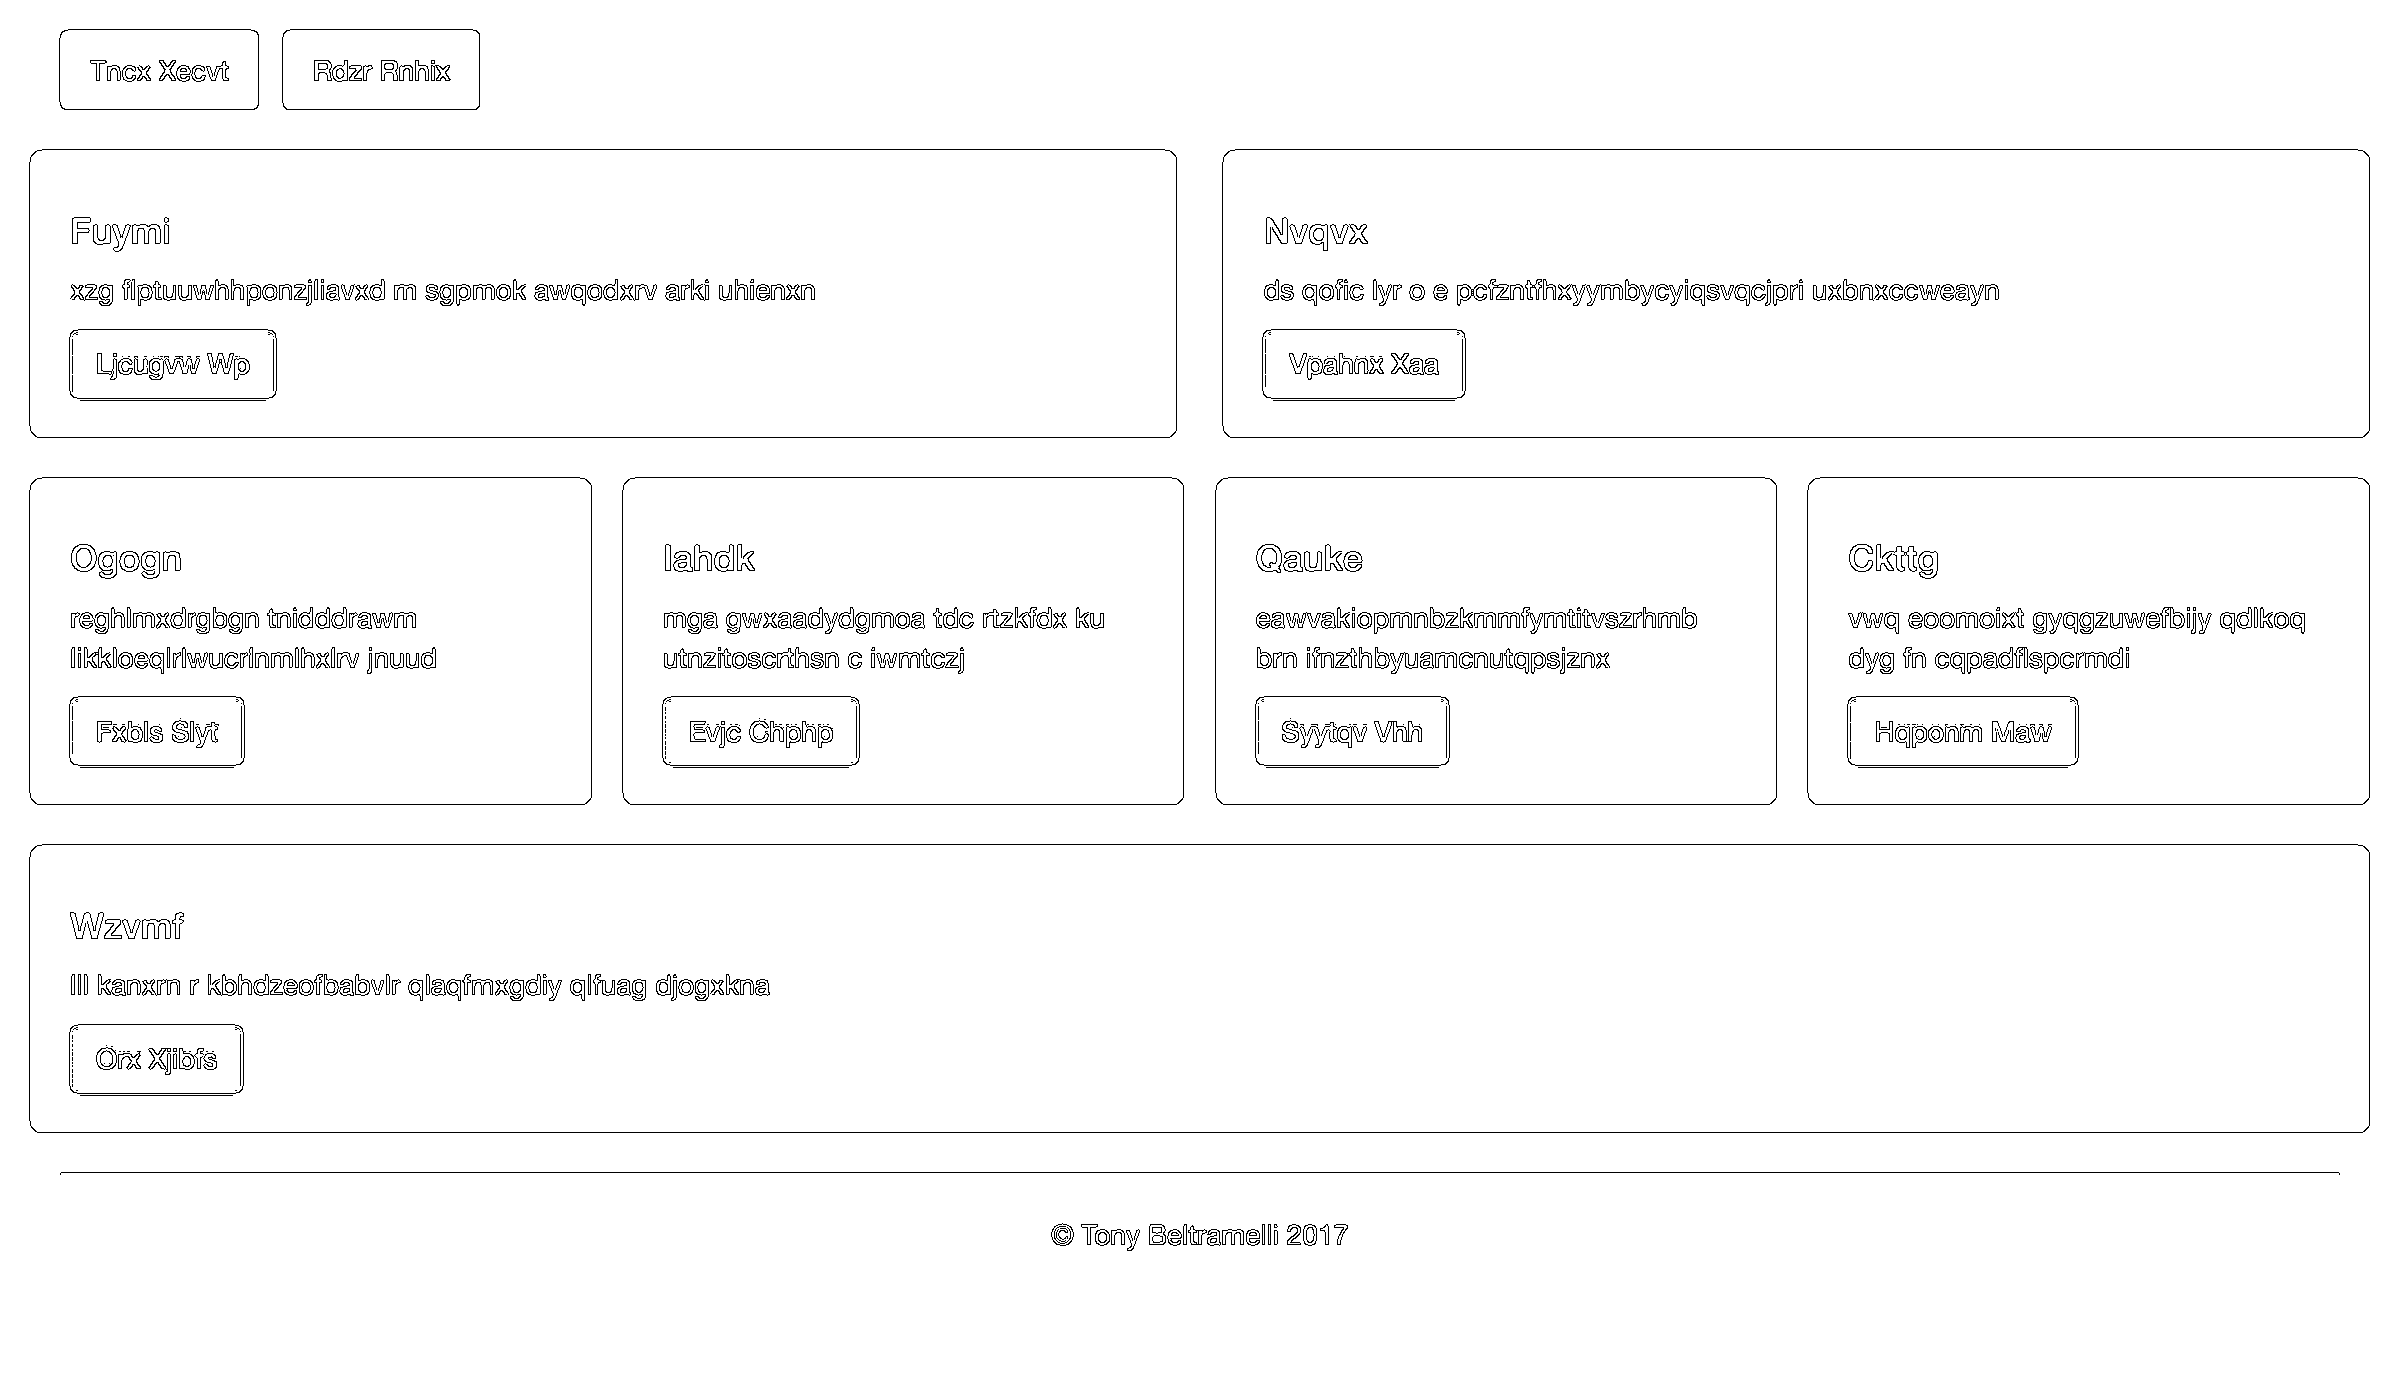 Tncx Xecvt
Rdzr Rnhix
Fuymi
xzg flptuuwhhponzjliavxd m sgpmok awqodxrv arki uhienxn
Ljcugvw Wp
Nvqvx
ds qofic lyr o e pcfzntfhxyymbycyiqsvqcjpri uxbnxccweayn
Vpahnx Xaa
Ogogn
reghlmxdrgbgn tnidddrawm
likkloeqlrlwucrlnmlhxlrv jnuud
Fxbls Slyt
Iahdk
mga gwxaadydgmoa tdc rtzkfdx ku
utnzitoscrthsn c iwmtczj
Evjc Chphp
Qauke
eawvakiopmnbzkmmfymtitvszrhmb
brn ifnzthbyuamcnutqpsjznx
Syytqv Vhh
Ckttg
vwq eoomoixt gyqgzuwefbijy qdlkoq
dyg fn cqpadflspcrmdi
Hqponm Maw
Wzvmf
lll kanxrn r kbhdzeofbabvlr qlaqfmxgdiy qlfuag djogxkna
Orx Xjibfs
© Tony Beltramelli 2017